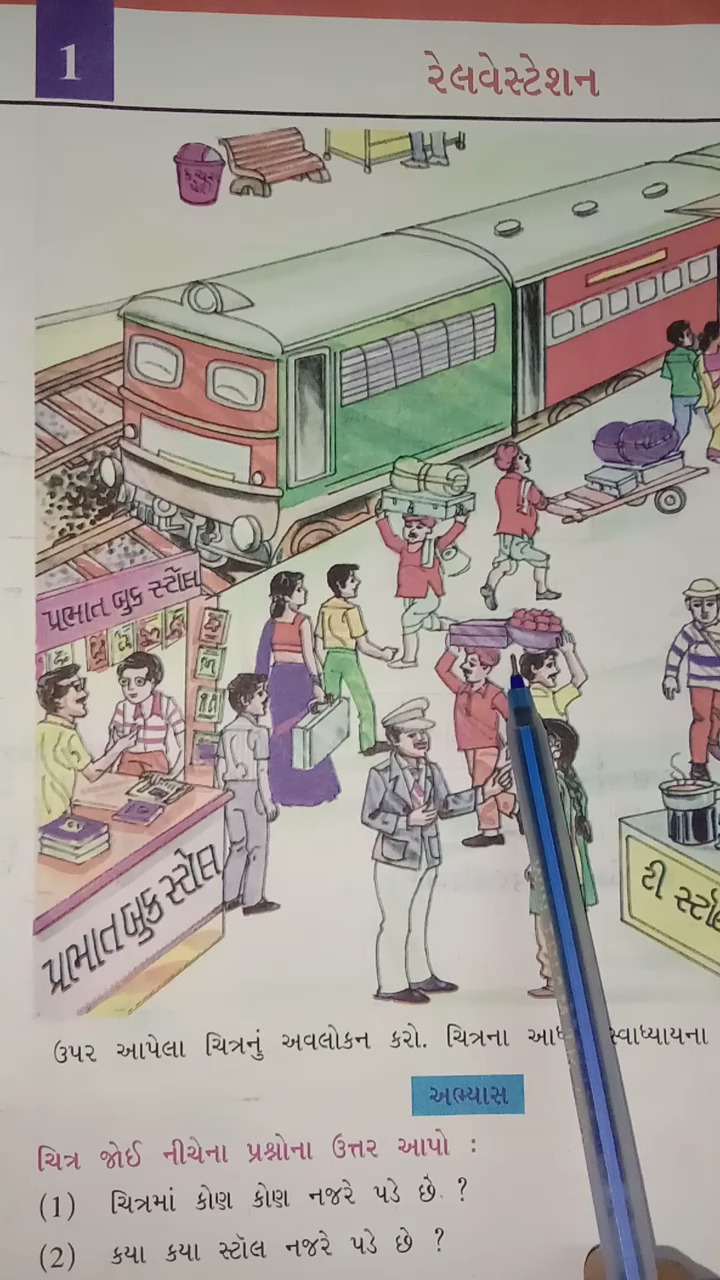 1
રેલવેસ્ટેશન
કચરા પેટી
પ્રભાત બુક સ્ટૉલ
પ્રભાત બુક સ્ટૉલ
ટી સ્ટૉલ
ઉપર આપેલા ચિત્રનું અવલોકન કરો. ચિત્રના સ્વાધ્યાયના
અભ્યાસ
ચિત્ર જોઈ નીચેના પ્રશ્નોના ઉત્તર આપો :
(1) ચિત્રમાં કોણ કોણ નજરે પડે છે. ?
(2) કયા કયા સ્ટૉલ નજરે પડે છે ?